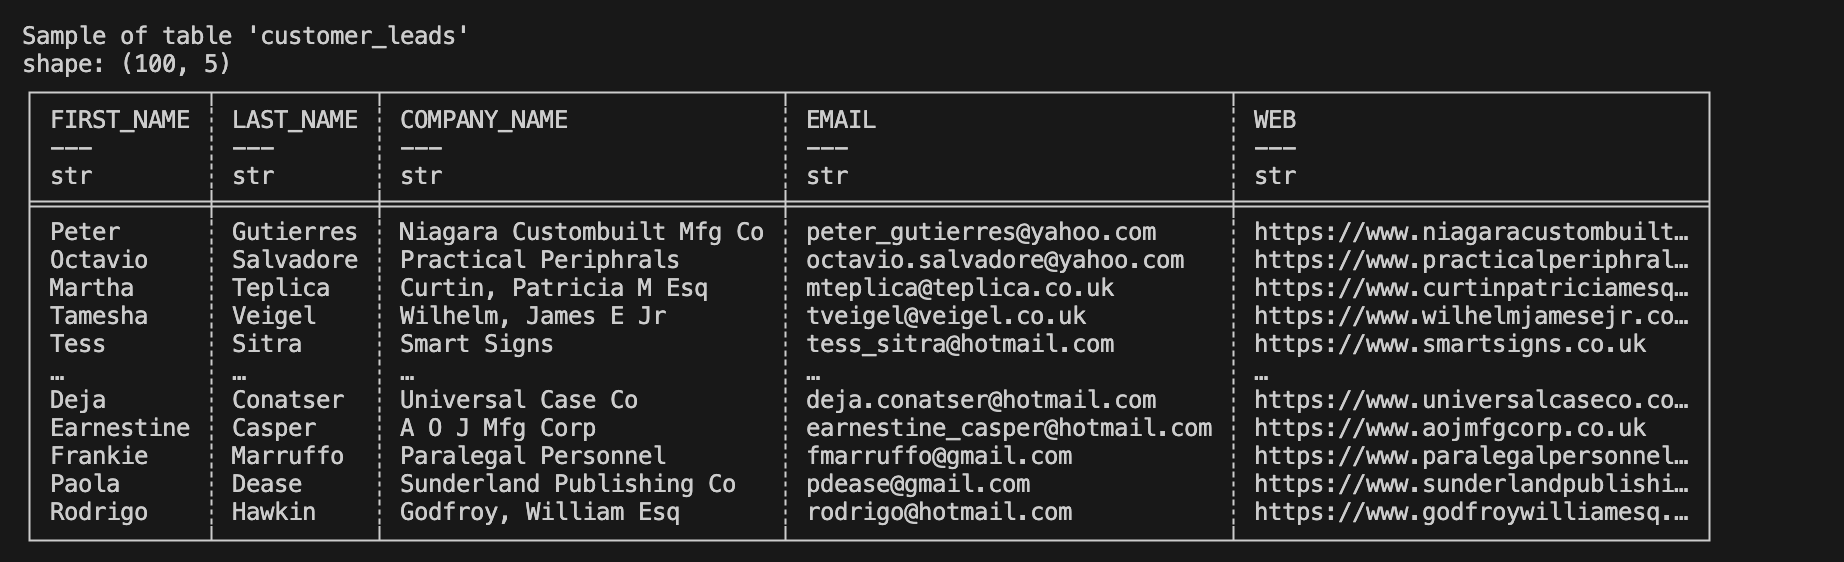 Sample of table 'customer_leads'
shape: (100, 5)
FIRST_NAME LAST_NAME COMPANY_NAME EMAIL WEB
--- --- --- --- ---
str str str str str
Peter Gutierres Niagara Custombuilt Mfg Co peter_gutierres@yahoo.com https://www.niagaracustombuilt…
Octavio Salvadore Practical Periphrals octavio.salvadore@yahoo.com https://www.practicalperiphral…
Martha Teplica Curtin, Patricia M Esq mteplica@teplica.co.uk https://www.curtinpatriciamesq…
Tamesha Veigel Wilhelm, James E Jr tveigel@veigel.co.uk https://www.wilhelmjamesejr.co…
Tess Sitra Smart Signs tess_sitra@hotmail.com https://www.smartsigns.co.uk
… … … … …
Deja Conatser Universal Case Co deja.conatser@hotmail.com https://www.universalcaseco.co…
Earnestine Casper A O J Mfg Corp earnestine_casper@hotmail.com https://www.aojmfgcorp.co.uk
Frankie Marruffo Paralegal Personnel fmarruffo@gmail.com https://www.paralegalpersonnel…
Paola Dease Sunderland Publishing Co pdease@gmail.com https://www.sunderlandpublishi…
Rodrigo Hawkin Godfroy, William Esq rodrigo@hotmail.com https://www.godfroywilliamesq.…